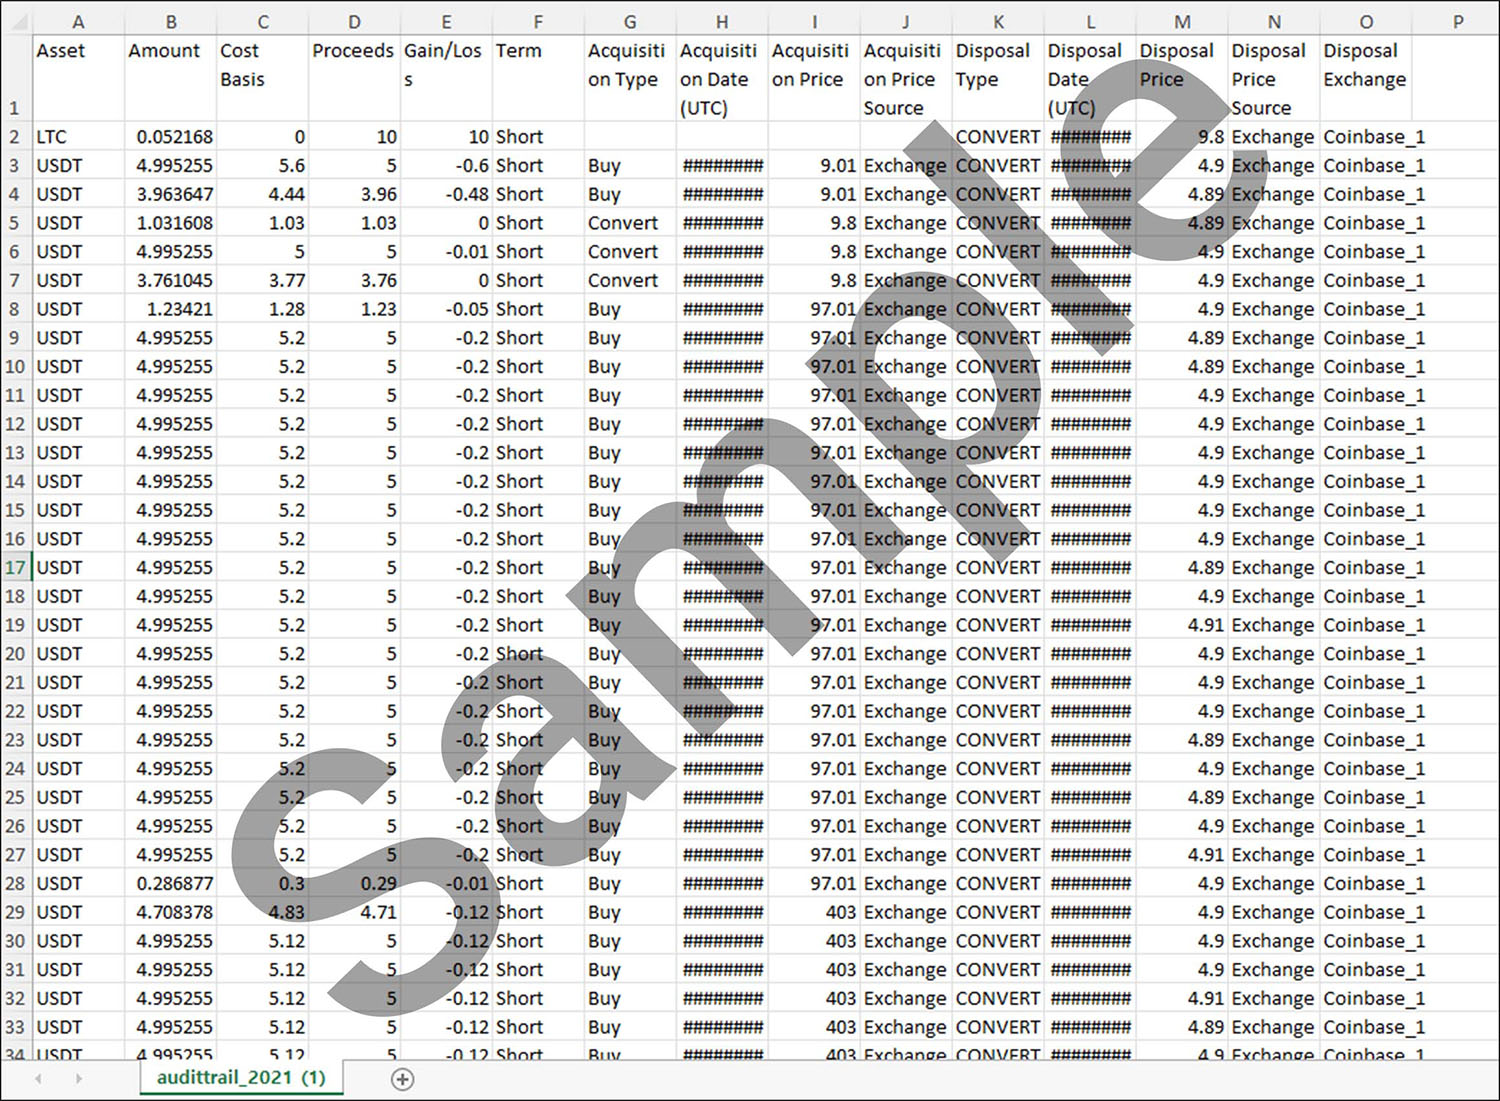 A B C D E F G H I J K L M N O P
Asset Amount Cost Proceeds Gain/Los Term Acquisiti Acquisiti Acquisiti Acquisiti Disposal Disposal Disposal Disposal Disposal
Basis s on Type on Date on Price on Price Type Date Price Price Exchange
1 (UTC) Source (UTC) Source
2 LTC 0.052168 0 10 10 Short CONVERT ######## 9.8 Exchange Coinbase_1
3 USDT 4.995255 5.6 5 -0.6 Short Buy ######## 9.01 Exchange CONVERT ######## 4.9 Exchange Coinbase_1
4 USDT 3.963647 4.44 3.96 -0.48 Short Buy ######## 9.01 Exchange CONVERT ######## 4.89 Exchange Coinbase_1
5 USDT 1.031608 1.03 1.03 0 Short Convert ######## 9.8 Exchange CONVERT ######## 4.89 Exchange Coinbase_1
6 USDT 4.995255 5 5 -0.01 Short Convert ######## 9.8 Exchange CONVERT ######## 4.9 Exchange Coinbase_1
7 USDT 3.761045 3.77 3.76 0 Short Convert ######## 9.8 Exchange CONVERT ######## 4.9 Exchange Coinbase_1
8 USDT 1.23421 1.28 1.23 -0.05 Short Buy ######## 97.01 Exchange CONVERT ######## 4.9 Exchange Coinbase_1
9 USDT 4.995255 5.2 5 -0.2 Short Buy ######## 97.01 Exchange CONVERT ######## 4.89 Exchange Coinbase_1
10 USDT 4.995255 5.2 5 -0.2 Short Buy ######## 97.01 Exchange CONVERT ######## 4.89 Exchange Coinbase_1
11 USDT 4.995255 5.2 5 -0.2 Short Buy ######## 97.01 Exchange CONVERT ######## 4.9 Exchange Coinbase_1
12 USDT 4.995255 5.2 5 -0.2 Short Buy ######## 97.01 Exchange CONVERT ######## 4.9 Exchange Coinbase_1
13 USDT 4.995255 5.2 5 -0.2 Short Buy ######## 97.01 Exchange CONVERT ######## 4.9 Exchange Coinbase_1
14 USDT 4.995255 5.2 5 -0.2 Short Buy ######## 97.01 Exchange CONVERT ######## 4.9 Exchange Coinbase_1
15 USDT 4.995255 5.2 5 -0.2 Short Buy ######## 97.01 Exchange CONVERT ######## 4.9 Exchange Coinbase_1
16 USDT 4.995255 5.2 5 -0.2 Short Buy ######## 97.01 Exchange CONVERT ######## 4.9 Exchange Coinbase_1
17 USDT 4.995255 5.2 5 -0.2 Short Buy ######## 97.01 Exchange CONVERT ######## 4.89 Exchange Coinbase_1
18 USDT 4.995255 5.2 5 -0.2 Short Buy ######## 97.01 Exchange CONVERT ######## 4.9 Exchange Coinbase_1
19 USDT 4.995255 5.2 5 -0.2 Short Buy ######## 97.01 Exchange CONVERT ######## 4.91 Exchange Coinbase_1
20 USDT 4.995255 5.2 5 -0.2 Short Buy ######## 97.01 Exchange CONVERT ######## 4.9 Exchange Coinbase_1
21 USDT 4.995255 5.2 5 -0.2 Short Buy ######## 97.01 Exchange CONVERT ######## 4.9 Exchange Coinbase_1
22 USDT 4.995255 5.2 5 -0.2 Short Buy ######## 97.01 Exchange CONVERT ######## 4.9 Exchange Coinbase_1
23 USDT 4.995255 5.2 5 -0.2 Short Buy ######## 97.01 Exchange CONVERT ######## 4.89 Exchange Coinbase_1
24 USDT 4.995255 5.2 5 -0.2 Short Buy ######## 97.01 Exchange CONVERT ######## 4.9 Exchange Coinbase_1
25 USDT 4.995255 5.2 5 -0.2 Short Buy ######## 97.01 Exchange CONVERT ######## 4.89 Exchange Coinbase_1
26 USDT 4.995255 5.2 5 -0.2 Short Buy ######## 97.01 Exchange CONVERT ######## 4.9 Exchange Coinbase_1
27 USDT 4.995255 5.2 5 -0.2 Short Buy ######## 97.01 Exchange CONVERT ######## 4.91 Exchange Coinbase_1
28 USDT 0.286877 0.3 0.29 -0.01 Short Buy ######## 97.01 Exchange CONVERT ######## 4.9 Exchange Coinbase_1
29 USDT 4.708378 4.83 4.71 -0.12 Short Buy ######## 403 Exchange CONVERT ######## 4.9 Exchange Coinbase_1
30 USDT 4.995255 5.12 5 -0.12 Short Buy ######## 403 Exchange CONVERT ######## 4.9 Exchange Coinbase_1
31 USDT 4.995255 5.12 5 -0.12 Short Buy ######## 403 Exchange CONVERT ######## 4.9 Exchange Coinbase_1
32 USDT 4.995255 5.12 5 -0.12 Short Buy ######## 403 Exchange CONVERT ######## 4.91 Exchange Coinbase_1
33 USDT 4.995255 5.12 5 -0.12 Short Buy ######## 403 Exchange CONVERT ######## 4.89 Exchange Coinbase_1
34 USDT 4.995255 5.12 5 -0.12 Short Buy ######## 403 Exchange CONVERT ######## 4.9 Exchange Coinbase_1
audittrail_2021 (1)
Sample